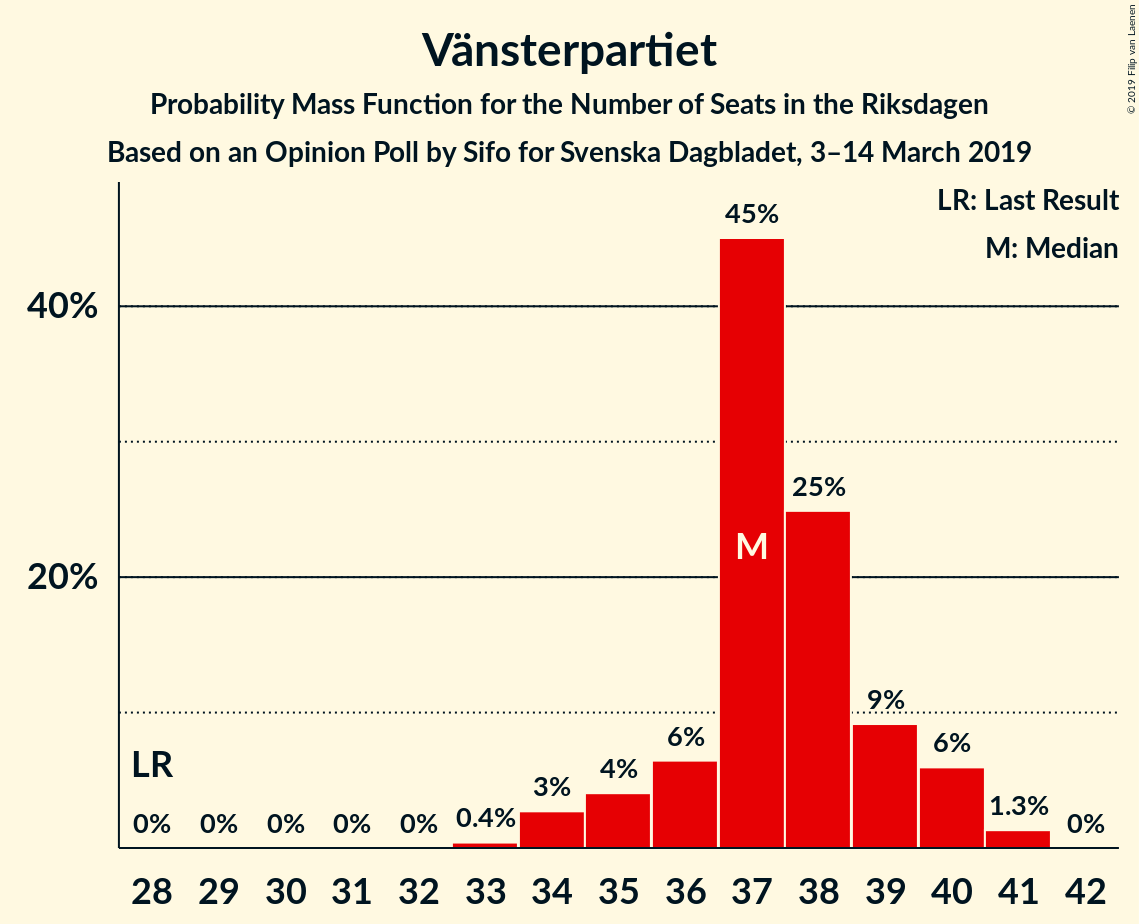 Vänsterpartiet
Probability Mass Function for the Number of Seats in the Riksdagen
Based on an Opinion Poll by Sifo for Svenska Dagbladet, 3–14 March 2019
© 2019 Filip van Laenen
LR: Last Result
M: Median
45%
40%
25%
M
20%
9%
6%
6%
LR
4%
3%
1.3%
0% 0% 0% 0% 0% 0.4% 0%
28 29 30 31 32 33 34 35 36 37 38 39 40 41 42